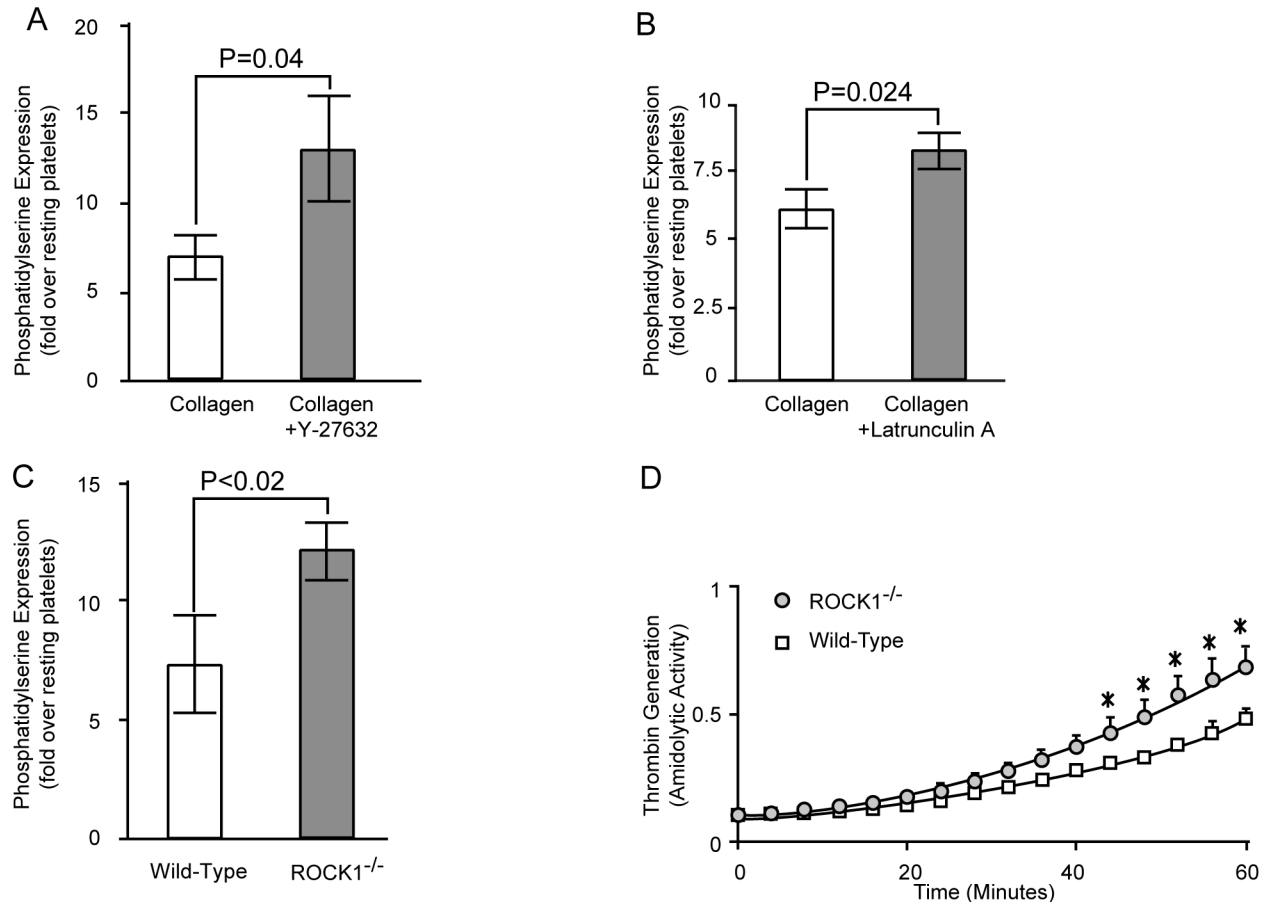 A
Phosphatidylserine Expression
(fold over resting platelets)
20
15
10
5
0
P=0.04
Collagen
Collagen
+Y-27632
B
Phosphatidylserine Expression
(fold over resting platelets)
10
7.5
5
2.5
0
P=0.024
Collagen
Collagen
+Latrunculin A
C
Phosphatidylserine Expression
(fold over resting platelets)
15
10
5
0
P<0.02
Wild-Type
ROCK1-/-
D
Thrombin Generation
(Amidolytic Activity)
1
0.5
0
ROCK1-/-
Wild-Type
* * * * *
0 20 40 60
Time (Minutes)